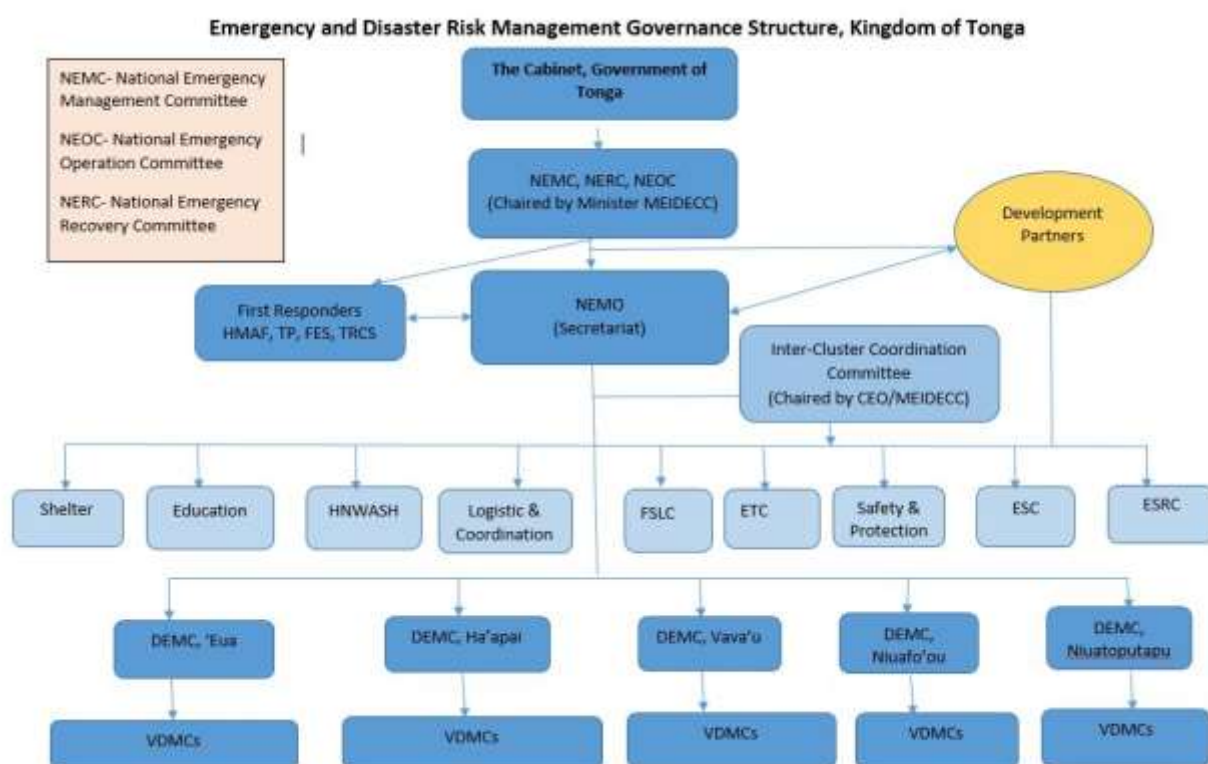 Emergency and Disaster Risk Management Governance Structure, Kingdom of Tonga
NEMC- National Emergency
Management Committee
NEOC- National Emergency
Operation Committee
NERC- National Emergency
Recovery Committee
The Cabinet, Government of
Tonga
NEMC, NERC, NEOC
(Chaired by Minister MEIDECC)
Development
Partners
First Responders
HMAF, TP, FES, TRCS
NEMO
(Secretariat)
Inter-Cluster Coordination
Committee
(Chaired by CEO/MEIDECC)
Shelter
Education
HNWASH
Logistic &
Coordination
FSLC
ETC
Safety &
Protection
ESC
ESRC
DEMC, 'Eua
DEMC, Ha'apai
DEMC, Vava'u
DEMC,
Niuafo'ou
DEMC,
Niuatoputapu
VDMCs
VDMCs
VDMCs
VDMCs
VDMCs